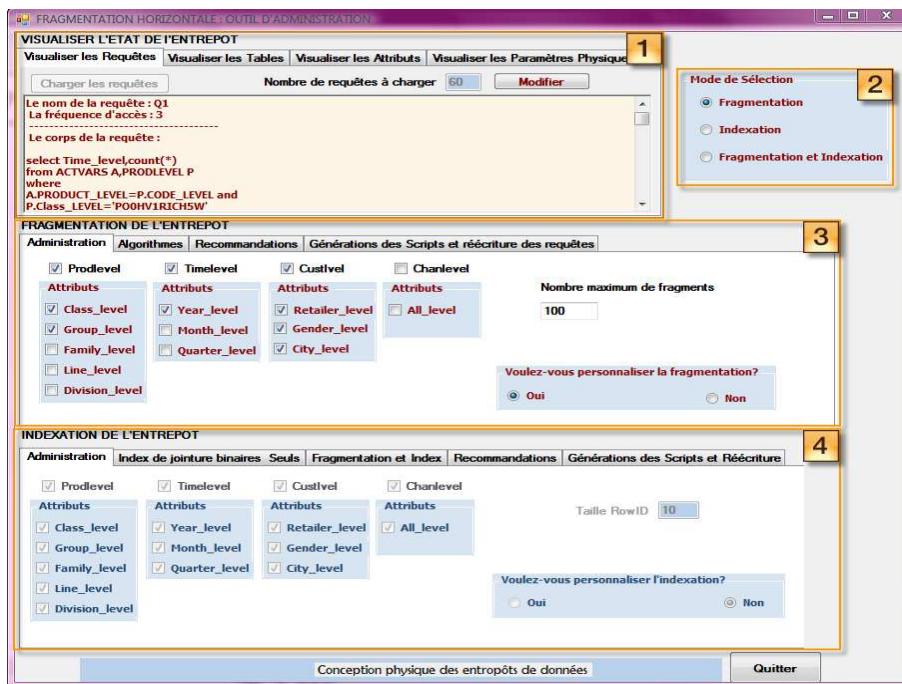 FRAGMENTATION HORIZONTALE : OUTIL D'ADMINISTRATION
VISUALISER L'ETAT DE l'ENTREPOT
1
Visualiser les Requêtes Visualiser les Tables Visualiser les Attributs Visualiser les Paramètres Physique
Charger les requêtes Nombre de requêtes à charger 60 Modifier
Le nom de la requête : Q1
La fréquence d'accès : 3
--------------------------------------
Le corps de la requête :
select Time_level,count(*)
from ACTVARS A,PRODLEVEL P
where
A.PRODUCT_LEVEL=P.CODE_LEVEL and
P.Class_LEVEL='PO0HV1RICH5W'
Mode de Sélection
2
Fragmentation
Indexation
Fragmentation et Indexation
FRAGMENTATION DE L'ENTREPOT
3
Administration Algorithmes Recommandations Générations des Scripts et réécriture des requêtes
Prodlevel Timelevel Custlvel Chanlevel
Attributs Attributs Attributs Attributs Nombre maximum de fragments
Class_level Year_level Retailer_level All_level 100
Group_level Month_level Gender_level
Family_level Quarter_level City_level
Line_level
Division_level
Voulez-vous personnaliser la fragmentation?
Oui Non
INDEXATION DE L'ENTREPOT
4
Administration Index de jointure binaires Seuls Fragmentation et Index Recommandations Générations des Scripts et Réécriture
Prodlevel Timelevel Custlvel Chanlevel
Attributs Attributs Attributs Attributs Taille RowID 10
Class_level Year_level Retailer_level All_level
Group_level Month_level Gender_level
Family_level Quarter_level City_level
Line_level
Division_level
Voulez-vous personnaliser l'indexation?
Oui Non
Conception physique des entropôts de données Quitter